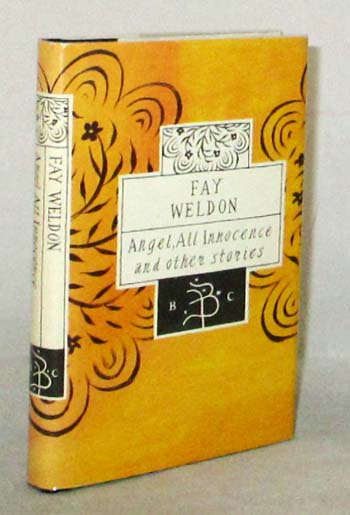 FAY
WELDON
Angel, All Innocence
and other stories
B C
FAY WELDON
Angel, All Innocence
C